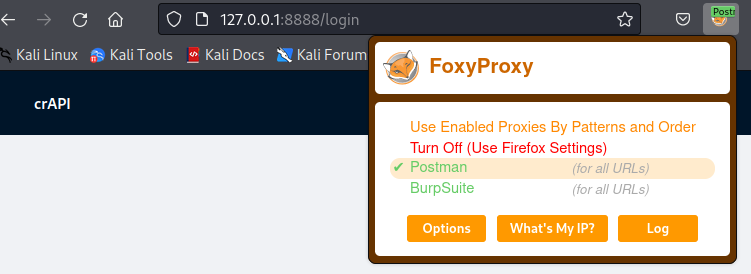 127.0.0.1:8888/login
Postr
Kali Linux Kali Tools Kali Docs Kali Forum
FoxyProxy
crAPI
Use Enabled Proxies By Patterns and Order
Turn Off (Use Firefox Settings)
✔ Postman (for all URLs)
BurpSuite (for all URLs)
Options What's My IP? Log